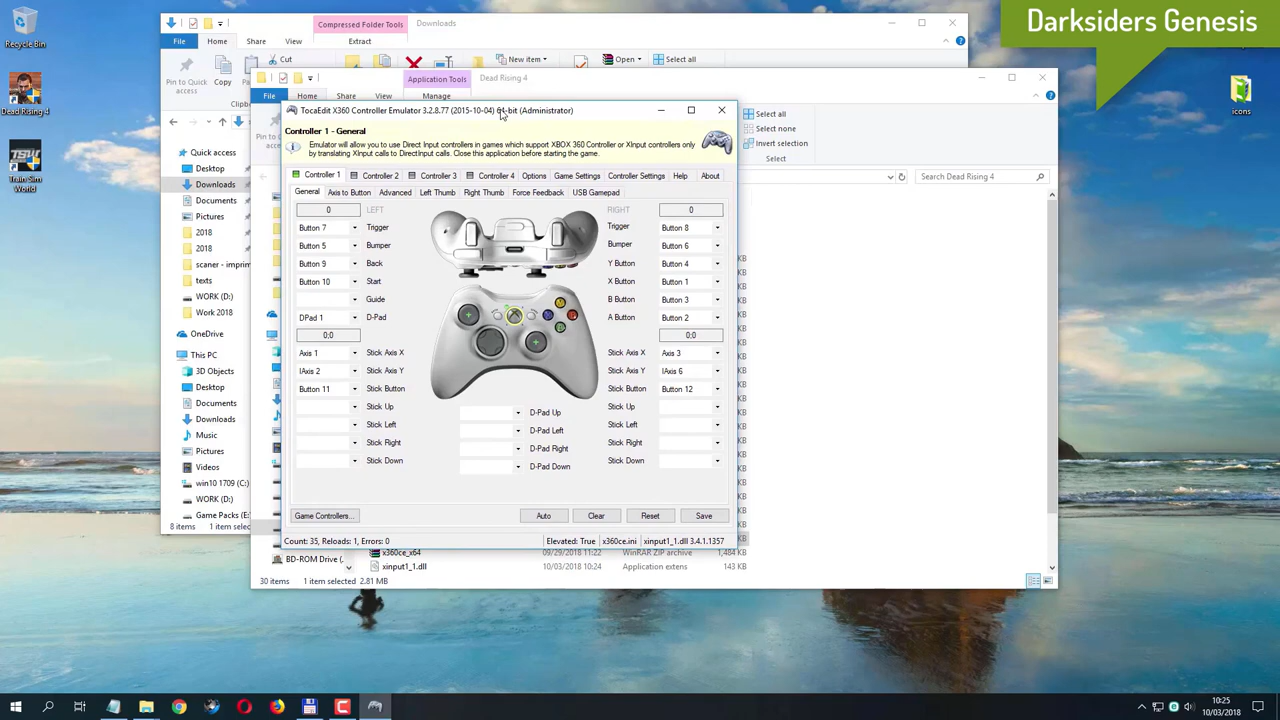 Darksiders Genesis
Recycle Bin
Dead Rising 4
Train Sim
World
icons
Compressed Folder Tools
Downloads
File
Home
Share
View
Extract
Pin to Quick
access
Copy
Cut
New item
Open
Select all
Application Tools
Dead Rising 4
File
Home
Share
View
Manage
Select all
Select none
Invert selection
Select
Search Dead Rising 4
Quick access
Desktop
Downloads
Documents
Pictures
2018
2018
scaner - imprim
texts
WORK (D:)
Work 2018
OneDrive
This PC
3D Objects
Desktop
Documents
Downloads
Music
Pictures
Videos
win10 1709 (C:)
WORK (D:)
Game Packs (E:)
8 items
TocaEdit X360 Controller Emulator 3.2.8.77 (2015-10-04) 64-bit (Administrator)
Controller 1 - General
Emulator will allow you to use Direct Input controllers in games which support XBOX 360 Controller or XInput controllers only
by translating XInput calls to DirectInput calls. Close this application before starting the game.
Controller 1 Controller 2 Controller 3 Controller 4 Options Game Settings Controller Settings Help About
General Axis to Button Advanced Left Thumb Right Thumb Force Feedback USB Gamepad
0 LEFT RIGHT 0
Button 7 Trigger Trigger Button 8
Button 5 Bumper Bumper Button 6
Button 9 Back Y Button Button 4
Button 10 Start X Button Button 1
Guide B Button Button 3
DPad 1 D-Pad A Button Button 2
0;0 0;0
Axis 1 Stick Axis X Stick Axis X Axis 3
IAxis 2 Stick Axis Y Stick Axis Y IAxis 6
Button 11 Stick Button Stick Button Button 12
Stick Up D-Pad Up Stick Up
Stick Left D-Pad Left Stick Left
Stick Right D-Pad Right Stick Right
Stick Down D-Pad Down Stick Down
Game Controllers... Auto Clear Reset Save
Count: 35, Reloads: 1, Errors: 0 Elevated: True x360ce.ini xinput1_1.dll 3.4.1.1357
x360ce_x64 09/29/2018 11:22 WinRAR ZIP archive 1,484 KB
BD-ROM Drive (
xinput1_1.dll 10/03/2018 10:24 Application extens 143 KB
30 items 1 item selected 2.81 MB
10:25
10/03/2018